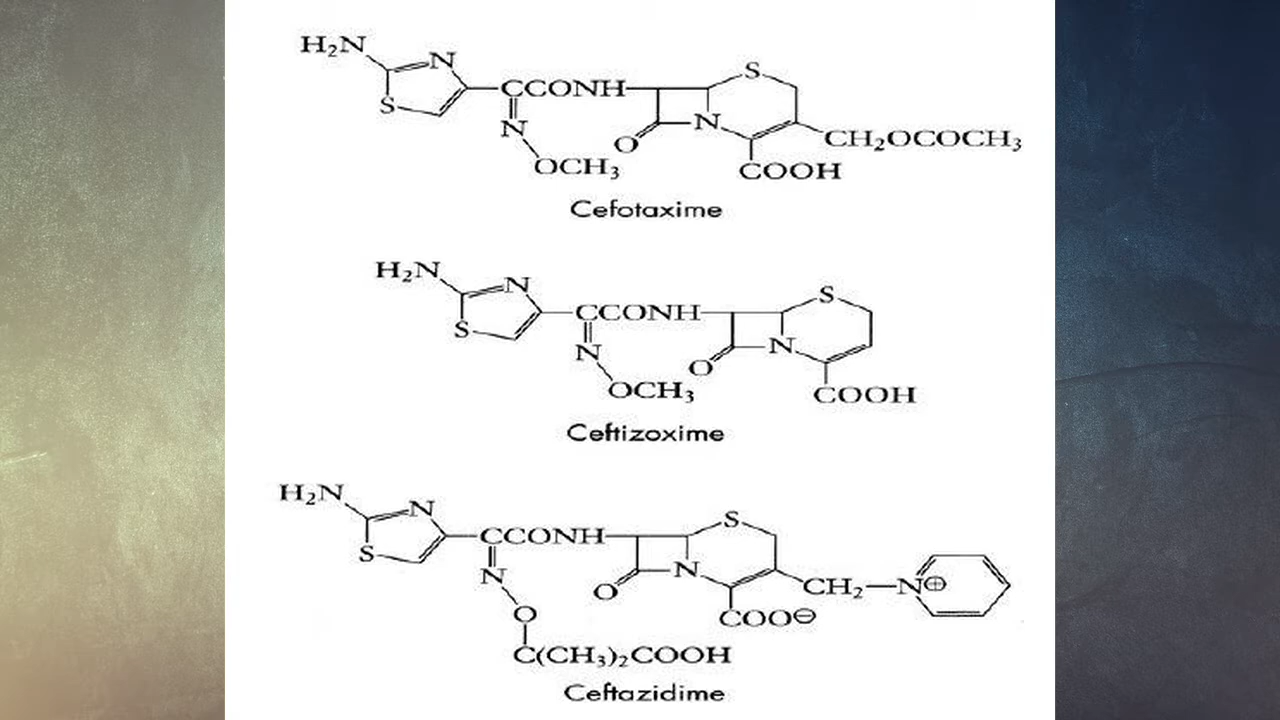 H₂N
N
S
CCONH
S
N
O
N
CH₂OCOCH₃
OCH₃
COOH
Cefotaxime
H₂N
N
S
CCONH
S
N
O
N
OCH₃
COOH
Ceftizoxime
H₂N
N
S
CCONH
S
N
O
N
CH₂—N⊕
O
COO⊖
C(CH₃)₂COOH
Ceftazidime